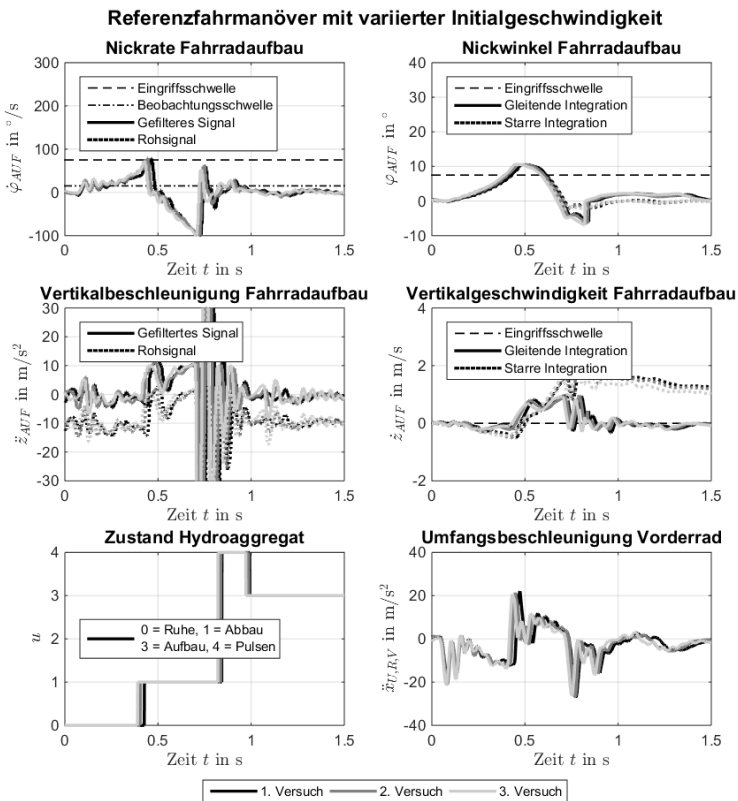 Referenzfahrmanöver mit variierter Initialgeschwindigkeit
Nickrate Fahrradaufbau
300
200
100
0
-100
0
0.5
1
1.5
φ̇_AUF in °/s
Zeit t in s
Eingriffsschwelle
Beobachtungsschwelle
Gefilteres Signal
Rohsignal
Nickwinkel Fahrradaufbau
40
30
20
10
0
-10
0
0.5
1
1.5
φ_AUF in °
Zeit t in s
Eingriffsschwelle
Gleitende Integration
Starre Integration
Vertikalbeschleunigung Fahrradaufbau
30
20
10
0
-10
-20
-30
0
0.5
1
1.5
z̈_AUF in m/s²
Zeit t in s
Gefiltertes Signal
Rohsignal
Vertikalgeschwindigkeit Fahrradaufbau
4
2
0
-2
0
0.5
1
1.5
ż_AUF in m/s
Zeit t in s
Eingriffsschwelle
Gleitende Integration
Starre Integration
Zustand Hydroaggregat
4
3
2
1
0
0
0.5
1
1.5
u
Zeit t in s
0 = Ruhe, 1 = Abbau
3 = Aufbau, 4 = Pulsen
Umfangsbeschleunigung Vorderrad
40
20
0
-20
-40
0
0.5
1
1.5
ẍ_U,R,V in m/s²
Zeit t in s
1. Versuch 2. Versuch 3. Versuch